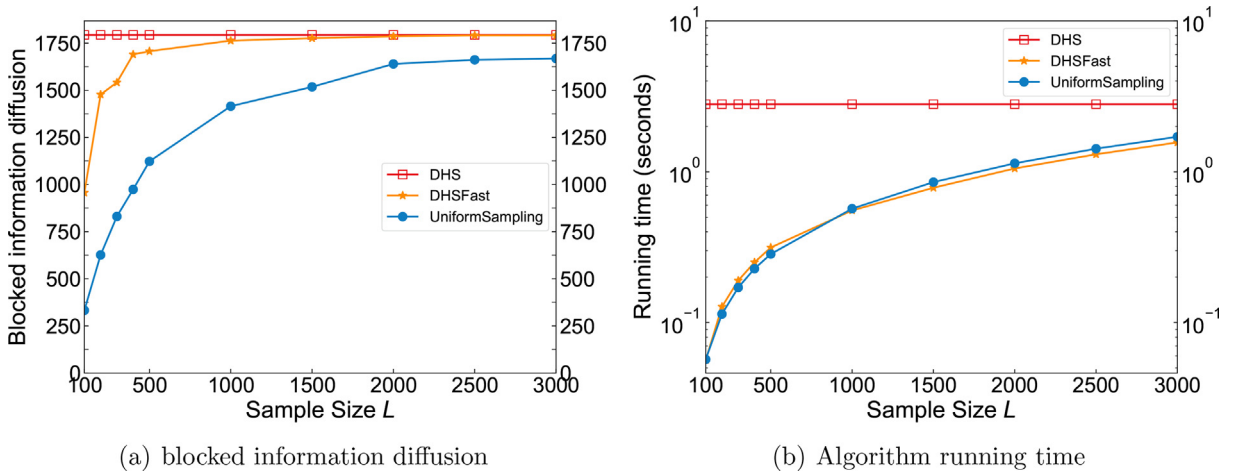 1750
1500
1250
1000
750
500
250
0
Blocked information diffusion
DHS
DHSFast
UniformSampling
1750
1500
1250
1000
750
500
250
0
100 500 1000 1500 2000 2500 3000
Sample Size L
(a) blocked information diffusion
10^1
10^0
10^-1
Running time (seconds)
DHS
DHSFast
UniformSampling
10^1
10^0
10^-1
100 500 1000 1500 2000 2500 3000
Sample Size L
(b) Algorithm running time